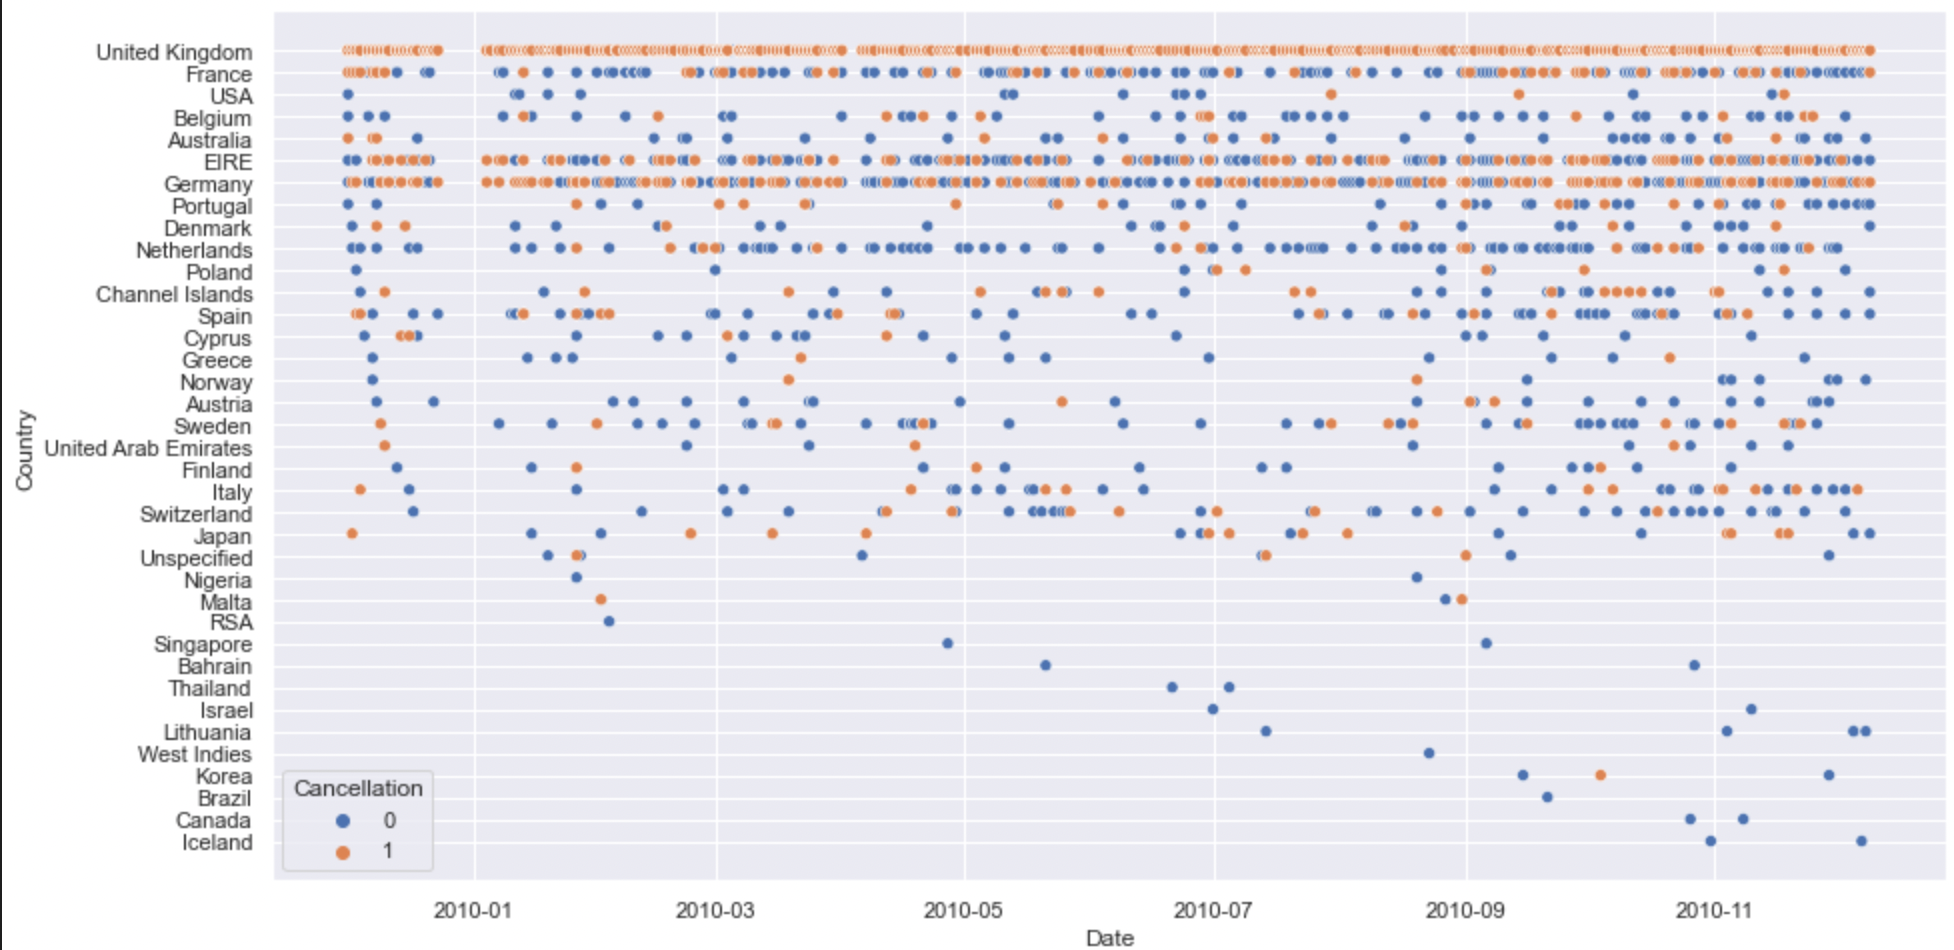 United Kingdom
France
USA
Belgium
Australia
EIRE
Germany
Portugal
Denmark
Netherlands
Poland
Channel Islands
Spain
Cyprus
Greece
Norway
Austria
Sweden
United Arab Emirates
Finland
Italy
Switzerland
Japan
Unspecified
Nigeria
Malta
RSA
Singapore
Bahrain
Thailand
Israel
Lithuania
West Indies
Korea
Brazil
Canada
Iceland
Country
Cancellation
0
1
2010-01 2010-03 2010-05 2010-07 2010-09 2010-11
Date